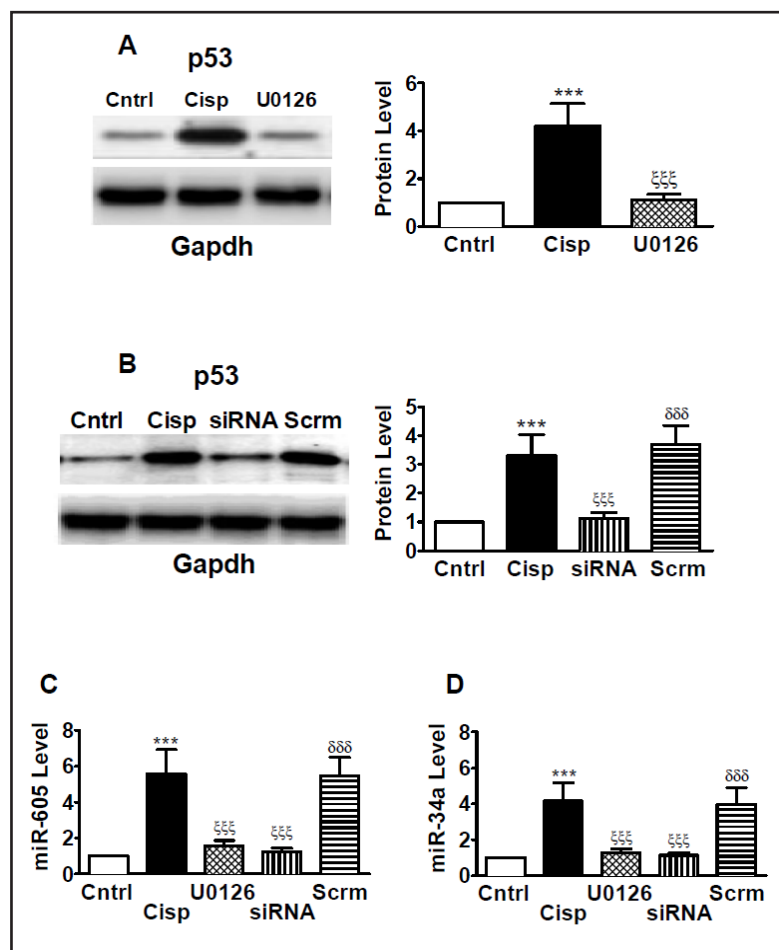 A
p53
Cntrl Cisp U0126
Gapdh
Protein Level
6
4
2
0
***
ξξξ
Cntrl Cisp U0126
B
p53
Cntrl Cisp siRNA Scrm
Gapdh
Protein Level
5
4
3
2
1
0
***
ξξξ
δδδ
Cntrl Cisp siRNA Scrm
C
miR-605 Level
8
6
4
2
0
***
ξξξ
ξξξ
δδδ
Cntrl U0126 Scrm
Cisp siRNA
D
miR-34a Level
8
6
4
2
0
***
ξξξ
ξξξ
δδδ
Cntrl U0126 Scrm
Cisp siRNA